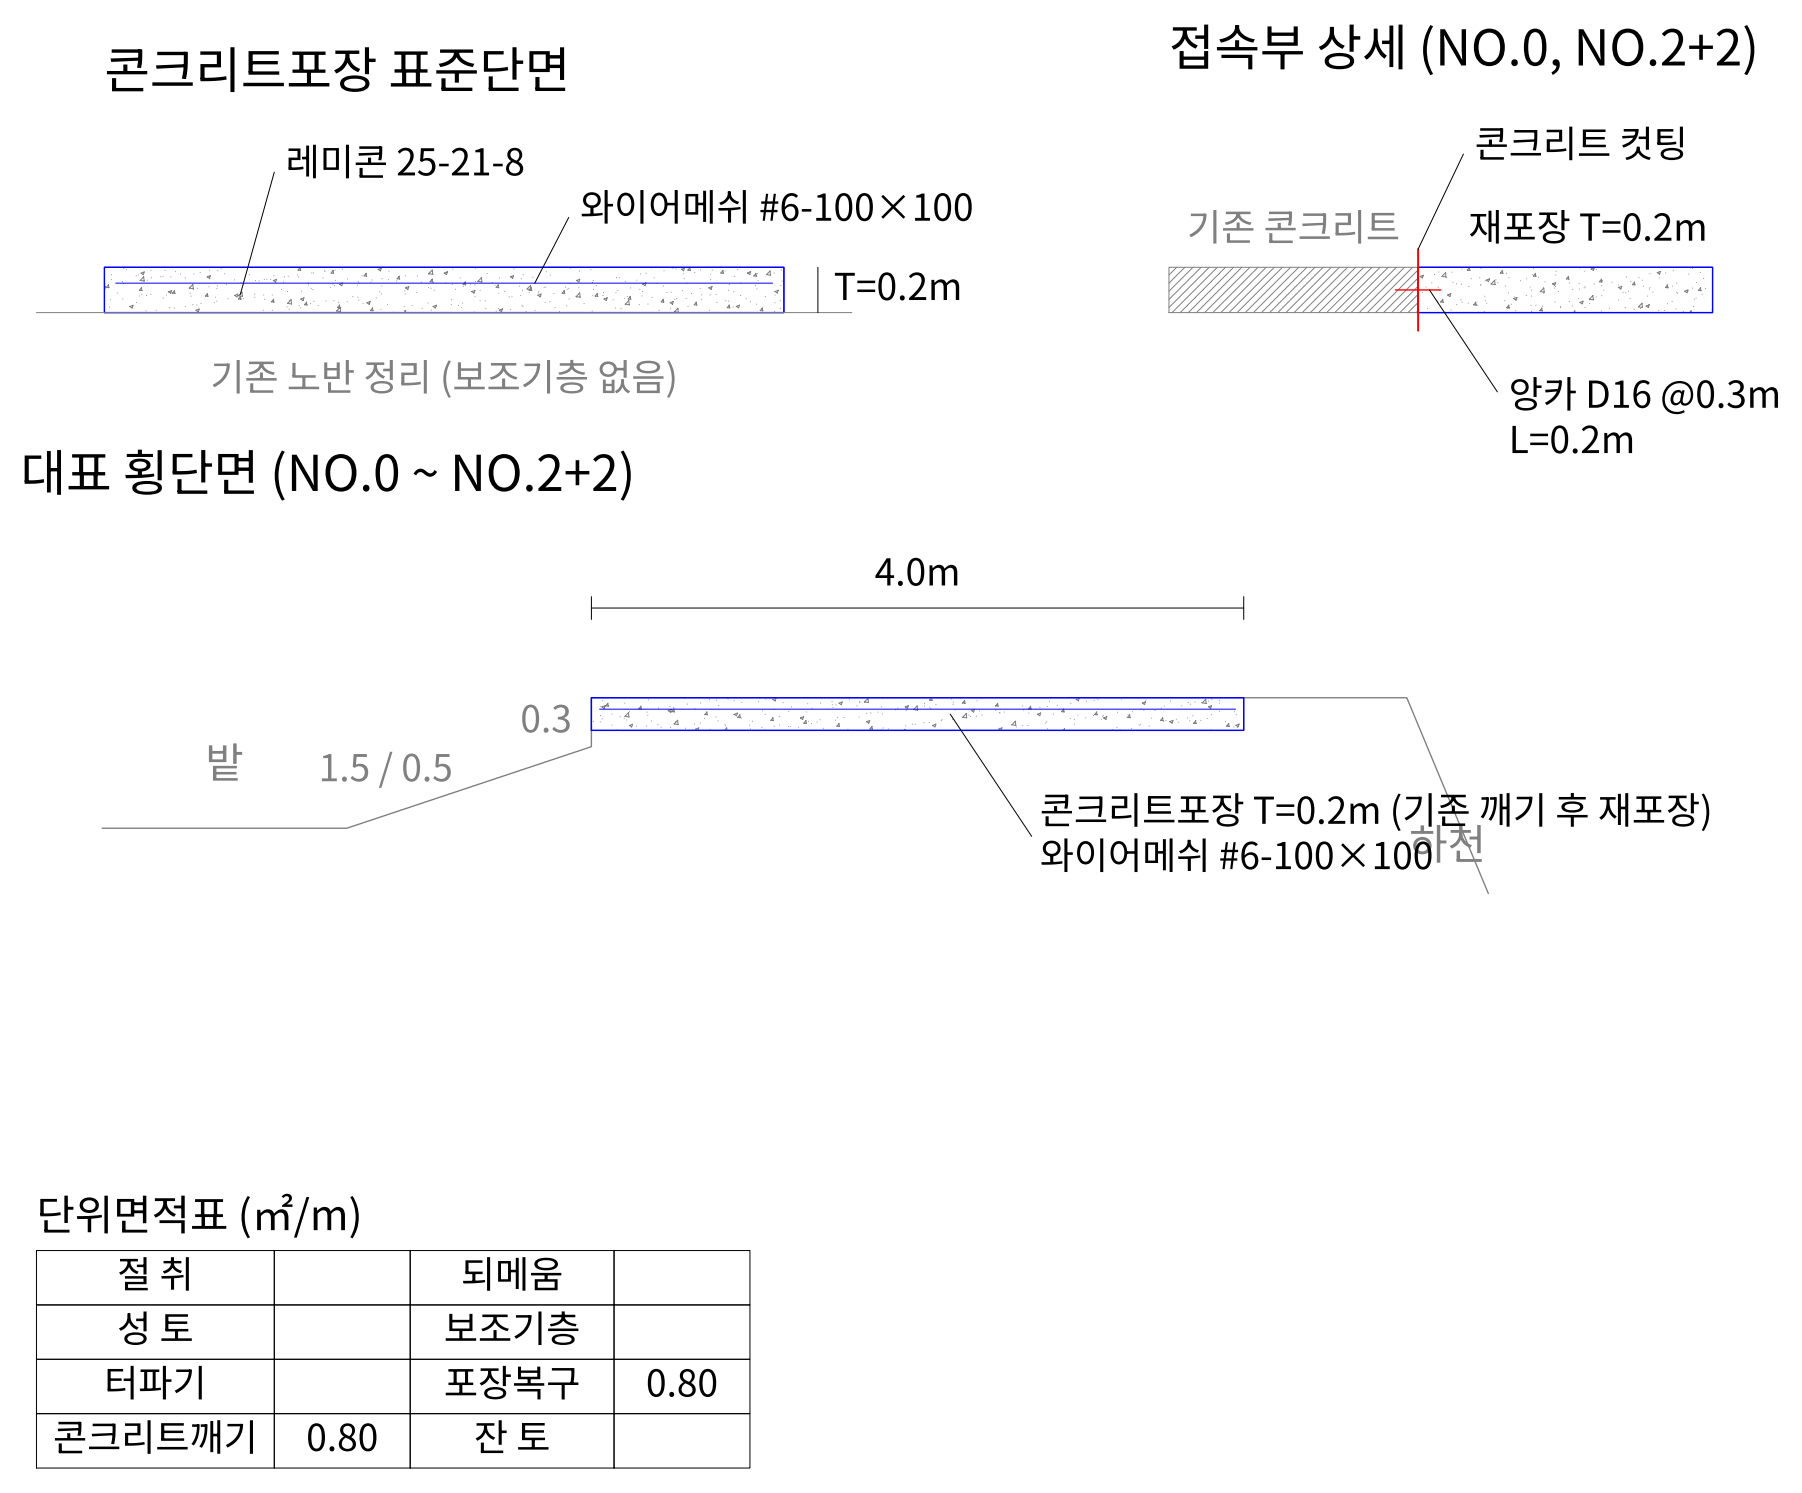 콘크리트포장 표준단면
레미콘 25-21-8
와이어메쉬 #6-100×100
T=0.2m
기존 노반 정리 (보조기층 없음)
접속부 상세 (NO.0, NO.2+2)
콘크리트 컷팅
기존 콘크리트
재포장 T=0.2m
앙카 D16 @0.3m
L=0.2m
대표 횡단면 (NO.0 ~ NO.2+2)
4.0m
0.3
밭
1.5 / 0.5
콘크리트포장 T=0.2m (기존 깨기 후 재포장)
와이어메쉬 #6-100×100
하천
단위면적표 (㎡/m)
절 취 되메움
성 토 보조기층
터파기 포장복구 0.80
콘크리트깨기 0.80 잔 토